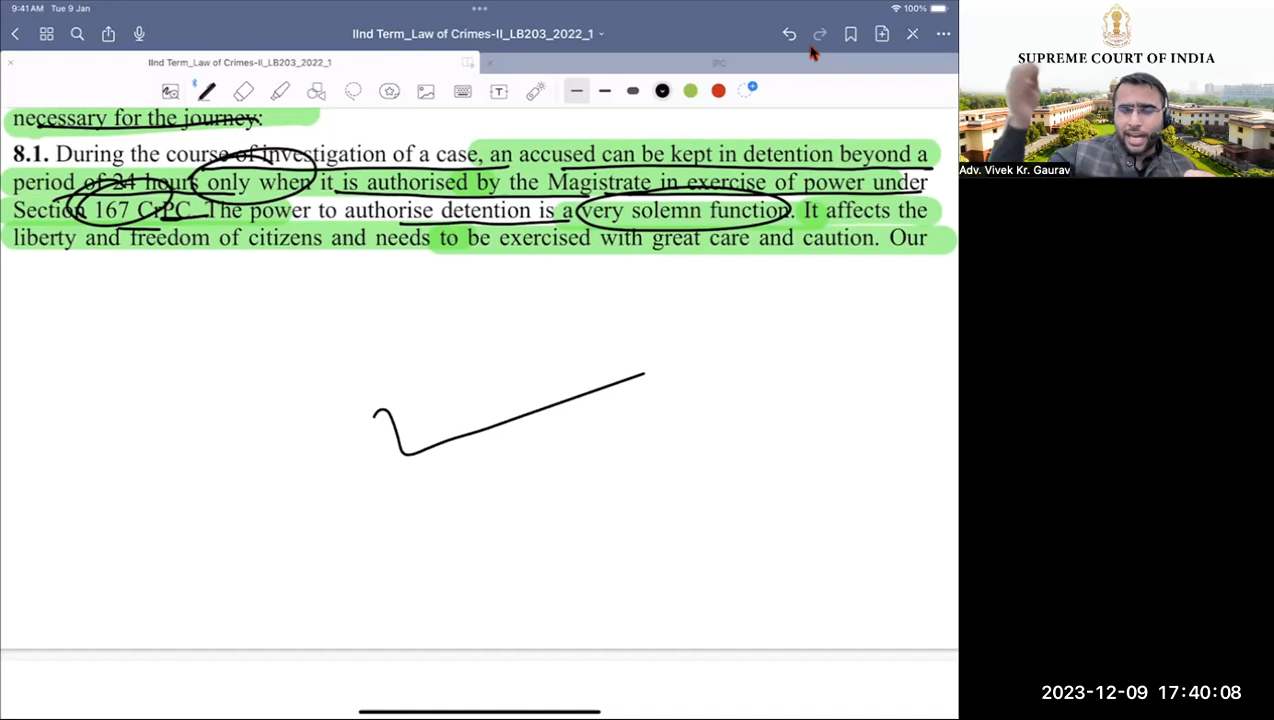 9:41 AM Tue 9 Jan
100%
IInd Term_Law of Crimes-II_LB203_2022_1
IInd Term_Law of Crimes-II_LB203_2022_1
IPC
necessary for the journey:
8.1. During the course of investigation of a case, an accused can be kept in detention beyond a
period of 24 hours only when it is authorised by the Magistrate in exercise of power under
Section 167 CrPC. The power to authorise detention is a very solemn function. It affects the
liberty and freedom of citizens and needs to be exercised with great care and caution. Our
SUPREME COURT OF INDIA
Adv. Vivek Kr. Gaurav
2023-12-09 17:40:08